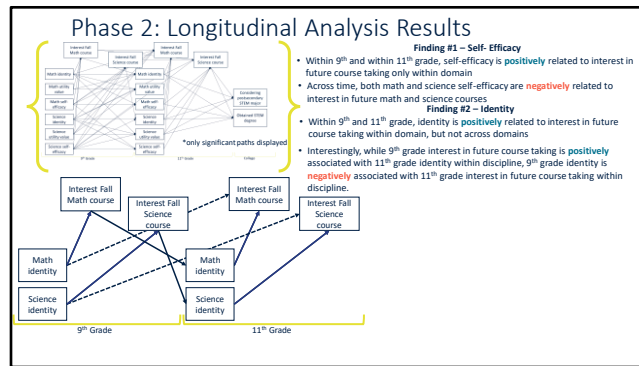 Phase 2: Longitudinal Analysis Results
Interest Fall
Math course
Interest Fall
Science course
Interest Fall
Math course
Interest Fall
Science course
Math identity
Math utility
value
Math self-
efficacy
Science
identity
Science utility
value
Science self-
efficacy
Math identity
Math utility
value
Math self-
efficacy
Science
identity
Science utility
value
Science self-
efficacy
Considering
postsecondary
STEM major
Obtained STEM
degree
9th Grade
11th Grade
College
*only significant paths displayed
Finding #1 – Self- Efficacy
• Within 9th and within 11th grade, self-efficacy is positively related to interest in
future course taking only within domain
• Across time, both math and science self-efficacy are negatively related to
interest in future math and science courses
Finding #2 – Identity
• Within 9th and 11th grade, identity is positively related to interest in future
course taking within domain, but not across domains
• Interestingly, while 9th grade interest in future course taking is positively
associated with 11th grade identity within discipline, 9th grade identity is
negatively associated with 11th grade interest in future course taking within
discipline.
Interest Fall
Math course
Interest Fall
Science
course
Interest Fall
Math course
Interest Fall
Science
course
Math
identity
Science
identity
Math
identity
Science
identity
9th Grade
11th Grade